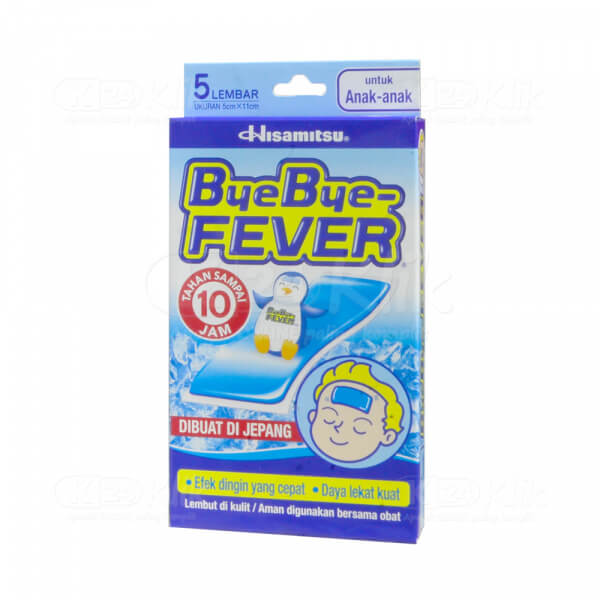 5 LEMBAR
UKURAN 5cm×11cm
untuk
Anak-anak
Hisamitsu®
ByeBye-
FEVER
TAHAN SAMPAI
10
JAM
ByeBye-
FEVER
DIBUAT DI JEPANG
• Efek dingin yang cepat • Daya lekat kuat
Lembut di kulit / Aman digunakan bersama obat